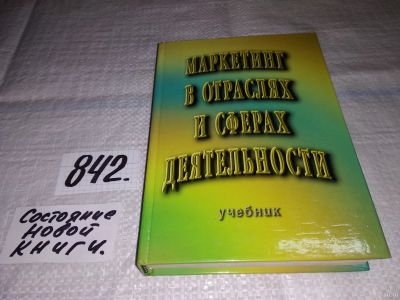 МАРКЕТИНГ
В ОТРАСЛЯХ
И СФЕРАХ
ДЕЯТЕЛЬНОСТИ
учебник
842.
Состояние
новой
книги.